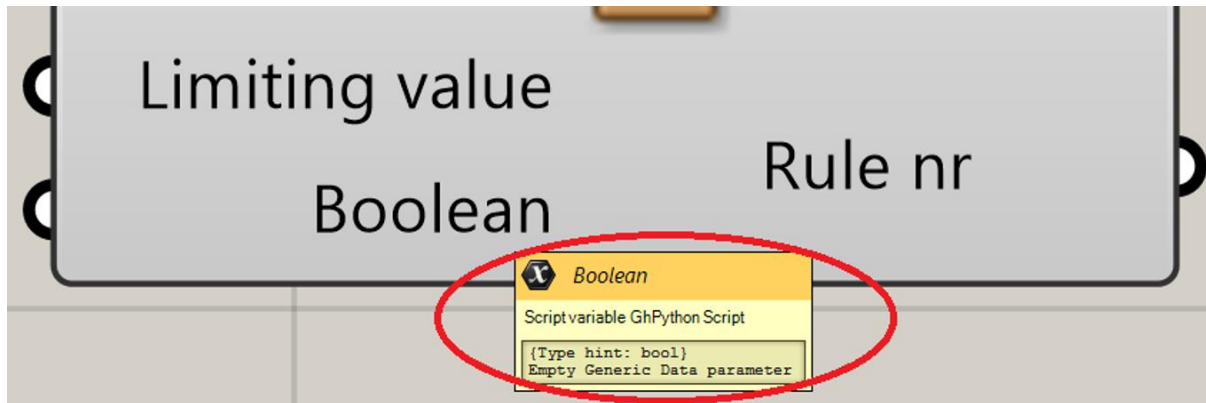 Limiting value
Rule nr
Boolean
Boolean
Script variable GhPython Script
{Type hint: bool}
Empty Generic Data parameter